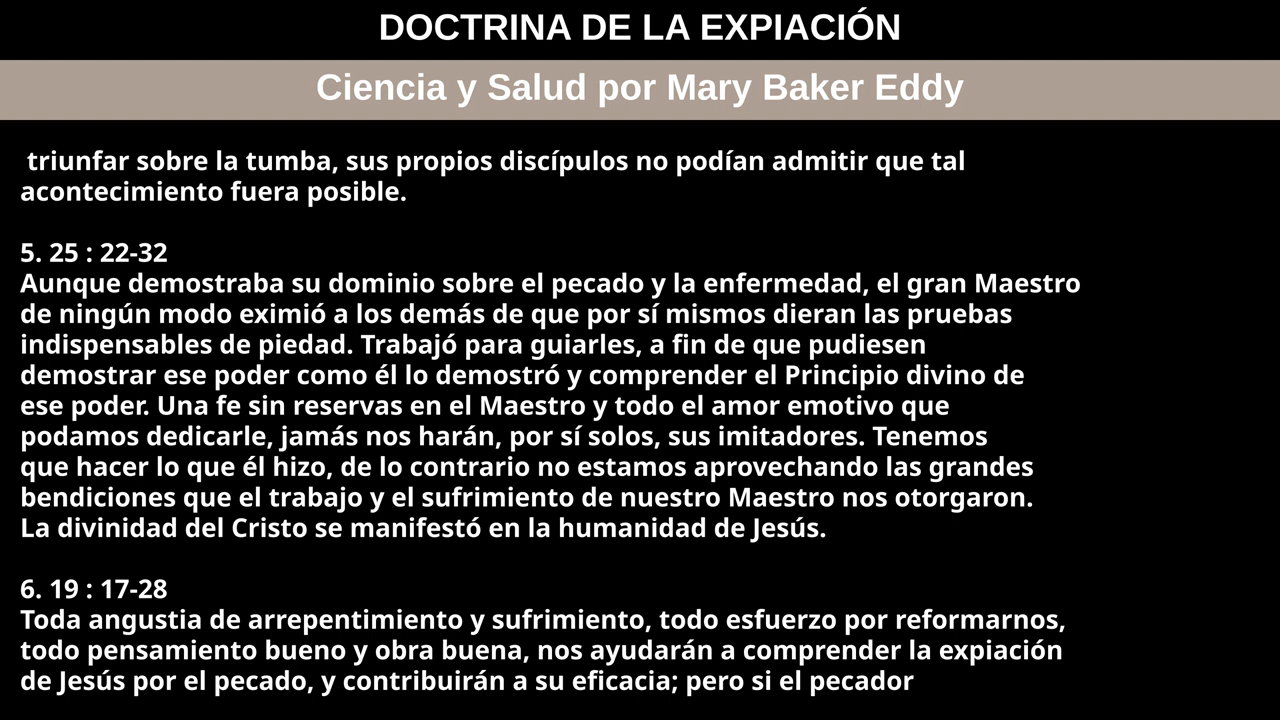 DOCTRINA DE LA EXPIACIÓN
Ciencia y Salud por Mary Baker Eddy
triunfar sobre la tumba, sus propios discípulos no podían admitir que tal
acontecimiento fuera posible.
5. 25 : 22-32
Aunque demostraba su dominio sobre el pecado y la enfermedad, el gran Maestro
de ningún modo eximió a los demás de que por sí mismos dieran las pruebas
indispensables de piedad. Trabajó para guiarles, a fin de que pudiesen
demostrar ese poder como él lo demostró y comprender el Principio divino de
ese poder. Una fe sin reservas en el Maestro y todo el amor emotivo que
podamos dedicarle, jamás nos harán, por sí solos, sus imitadores. Tenemos
que hacer lo que él hizo, de lo contrario no estamos aprovechando las grandes
bendiciones que el trabajo y el sufrimiento de nuestro Maestro nos otorgaron.
La divinidad del Cristo se manifestó en la humanidad de Jesús.
6. 19 : 17-28
Toda angustia de arrepentimiento y sufrimiento, todo esfuerzo por reformarnos,
todo pensamiento bueno y obra buena, nos ayudarán a comprender la expiación
de Jesús por el pecado, y contribuirán a su eficacia; pero si el pecador